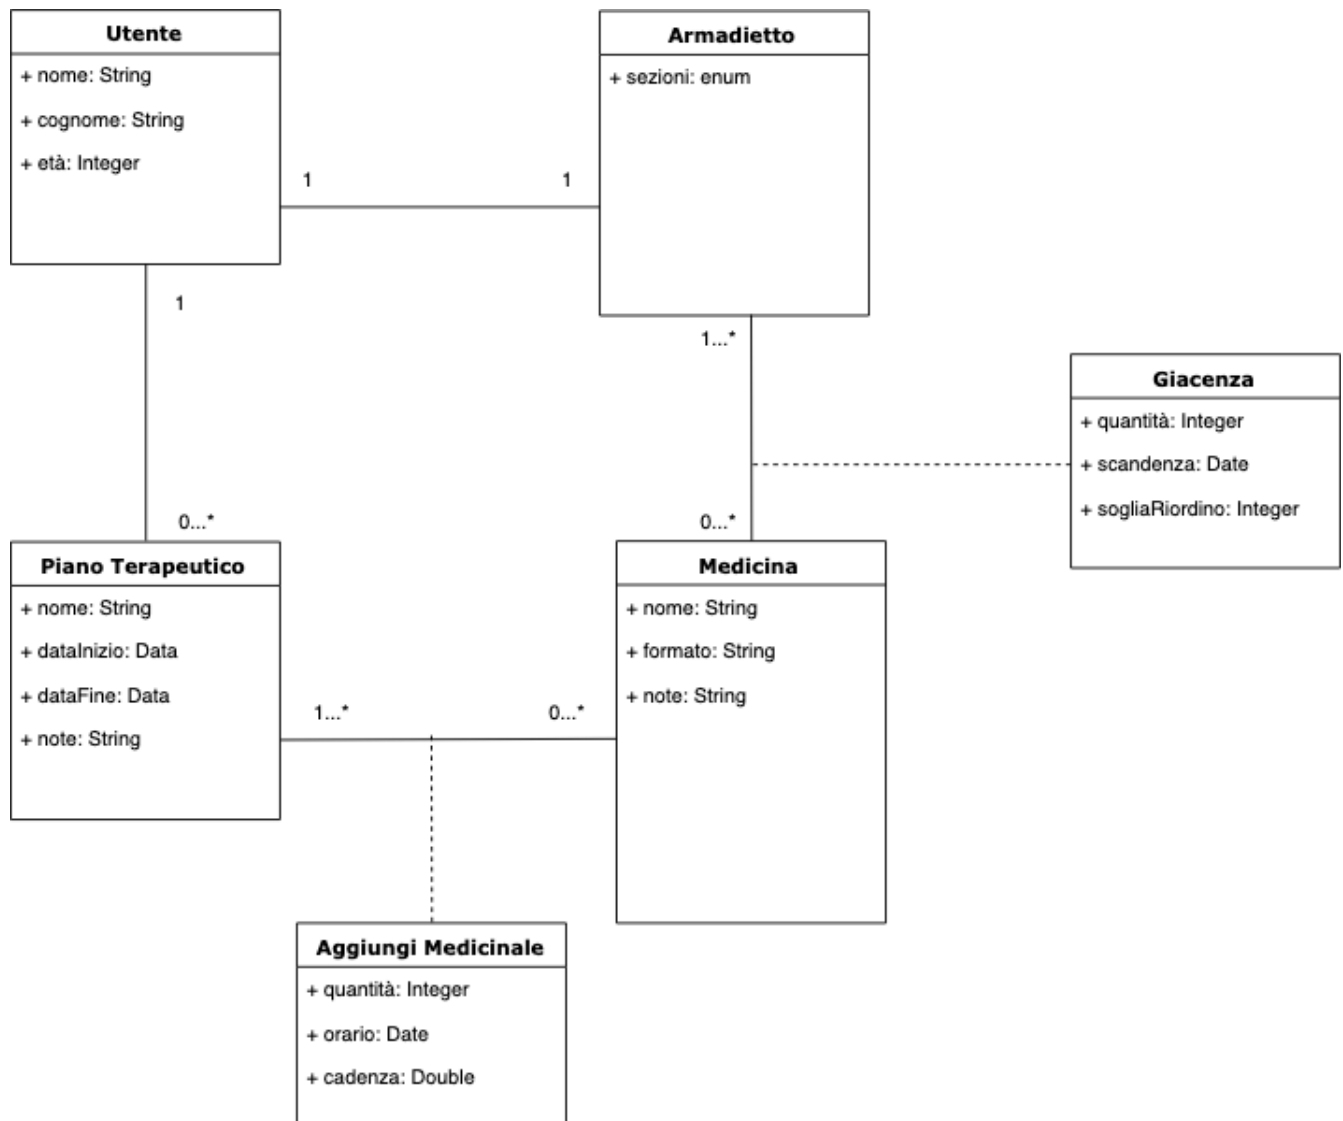 Utente
+ nome: String
+ cognome: String
+ età: Integer
Armadietto
+ sezioni: enum
1
1
1
0...*
1...*
0...*
Giacenza
+ quantità: Integer
+ scandenza: Date
+ sogliaRiordino: Integer
Piano Terapeutico
+ nome: String
+ dataInizio: Data
+ dataFine: Data
+ note: String
1...*
0...*
Medicina
+ nome: String
+ formato: String
+ note: String
Aggiungi Medicinale
+ quantità: Integer
+ orario: Date
+ cadenza: Double